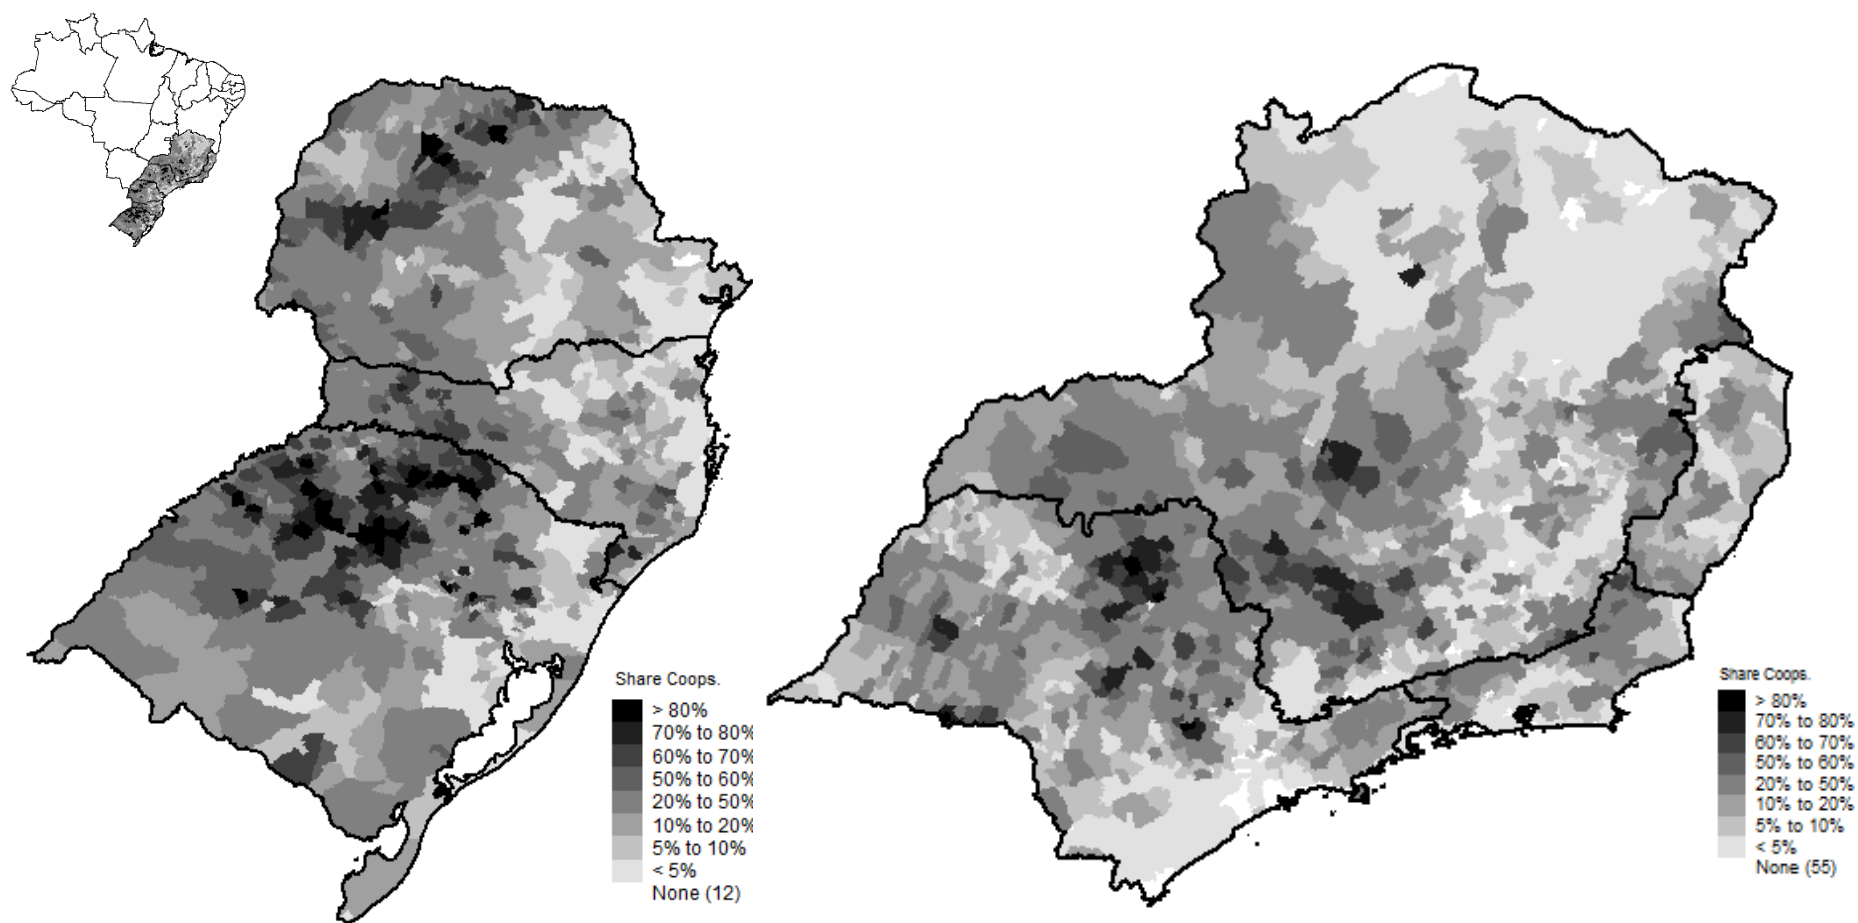 Share Coops.
> 80%
70% to 80%
60% to 70%
50% to 60%
20% to 50%
10% to 20%
5% to 10%
< 5%
None (12)
Share Coops.
> 80%
70% to 80%
60% to 70%
50% to 60%
20% to 50%
10% to 20%
5% to 10%
< 5%
None (55)